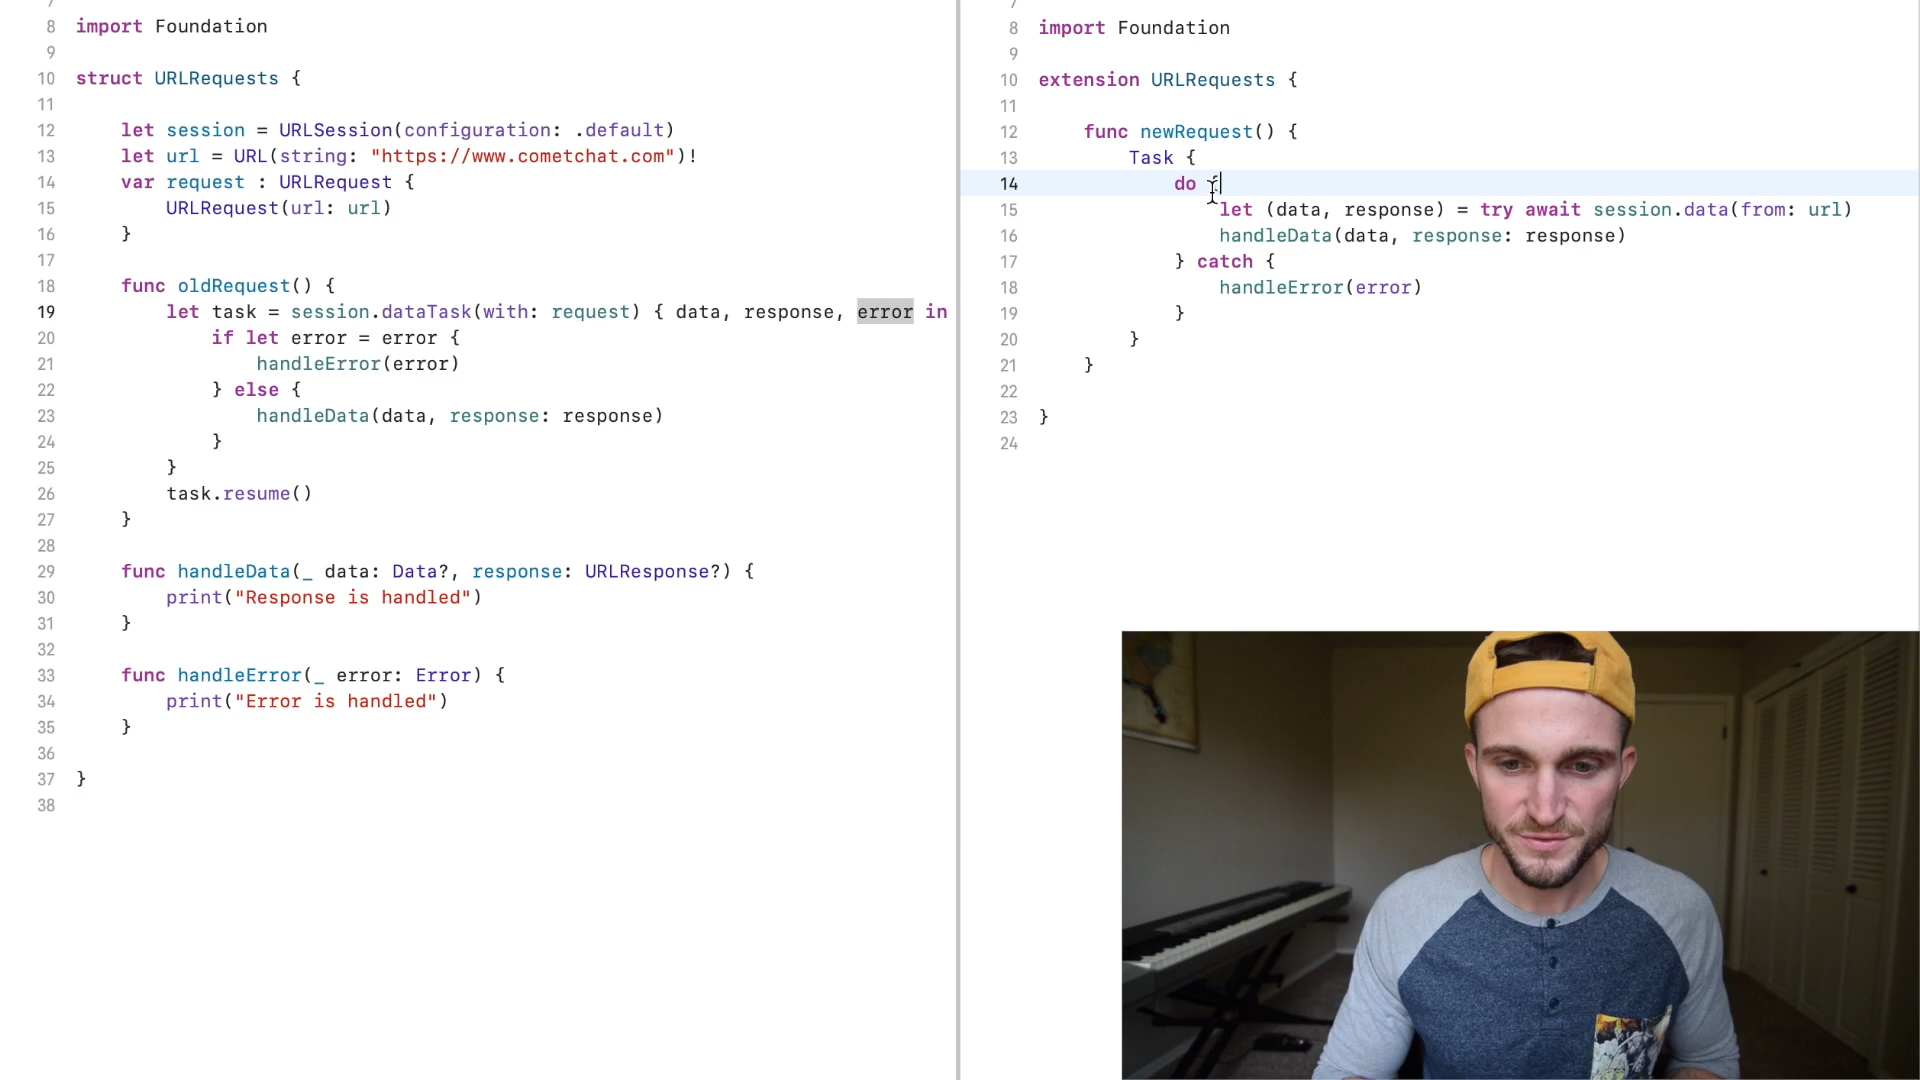 7
8 import Foundation
9
10 struct URLRequests {
11
12 let session = URLSession(configuration: .default)
13 let url = URL(string: "https://www.cometchat.com")!
14 var request : URLRequest {
15 URLRequest(url: url)
16 }
17
18 func oldRequest() {
19 let task = session.dataTask(with: request) { data, response, error in
20 if let error = error {
21 handleError(error)
22 } else {
23 handleData(data, response: response)
24 }
25 }
26 task.resume()
27 }
28
29 func handleData(_ data: Data?, response: URLResponse?) {
30 print("Response is handled")
31 }
32
33 func handleError(_ error: Error) {
34 print("Error is handled")
35 }
36
37 }
38
7
8 import Foundation
9
10 extension URLRequests {
11
12 func newRequest() {
13 Task {
14 do {
15 let (data, response) = try await session.data(from: url)
16 handleData(data, response: response)
17 } catch {
18 handleError(error)
19 }
20 }
21 }
22
23 }
24